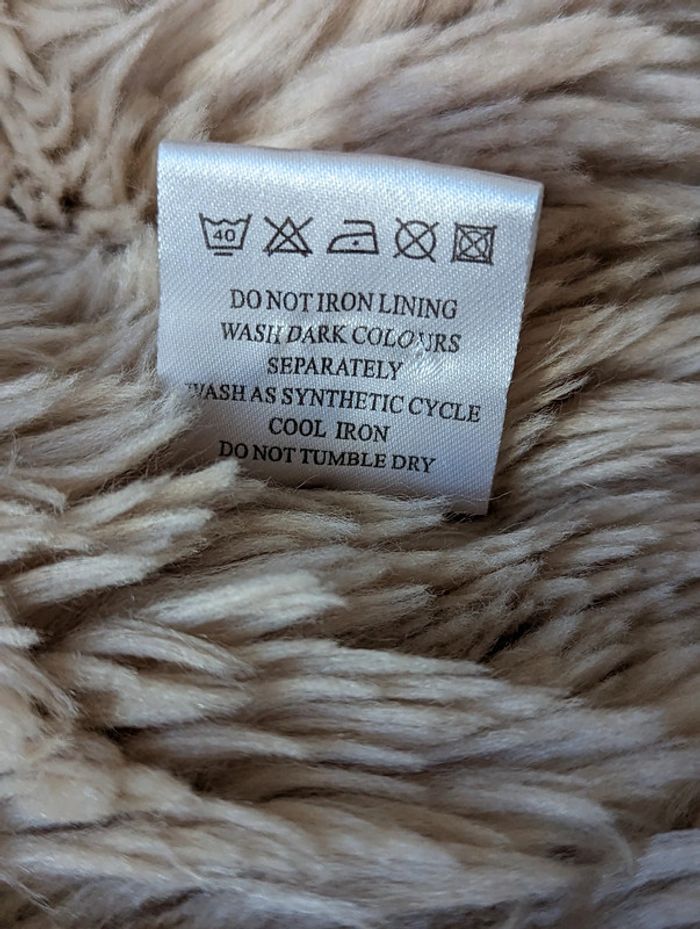 40
DO NOT IRON LINING
WASH DARK COLOURS
SEPARATELY
WASH AS SYNTHETIC CYCLE
COOL IRON
DO NOT TUMBLE DRY